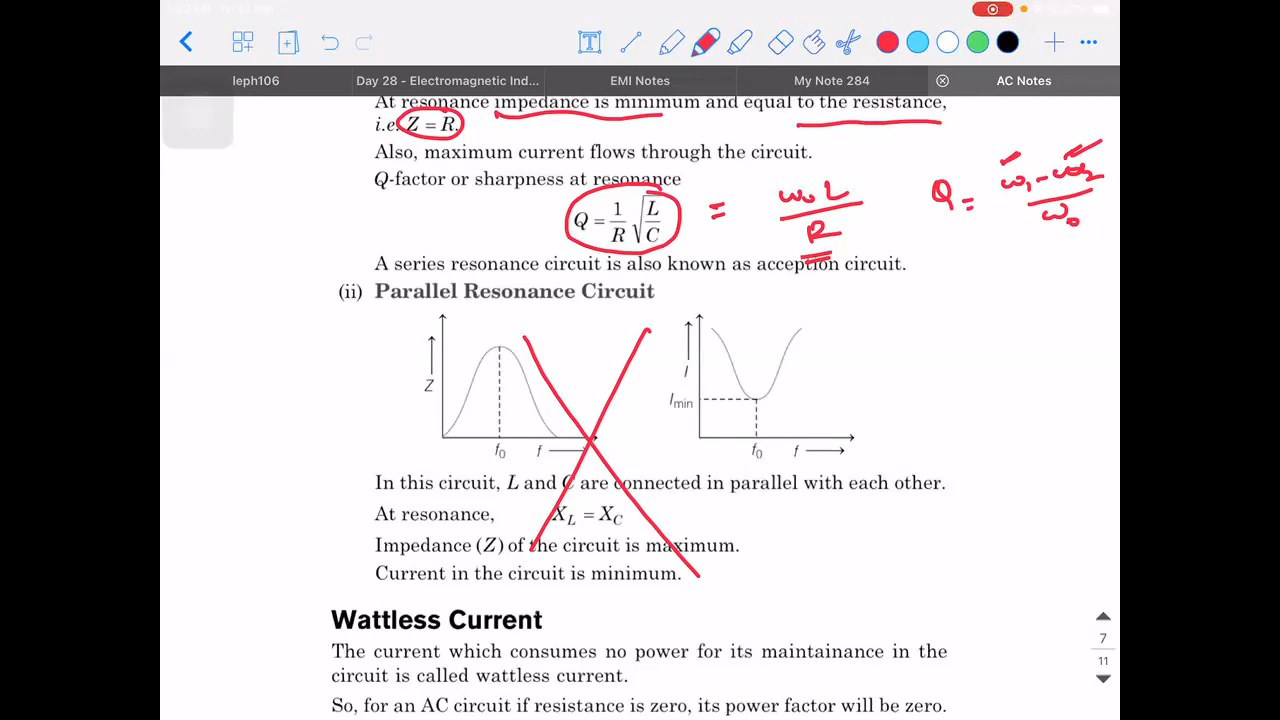 leph106
Day 28 - Electromagnetic Ind...
EMI Notes
My Note 284
AC Notes
At resonance impedance is minimum and equal to the resistance,
i.e. Z = R.
Also, maximum current flows through the circuit.
Q-factor or sharpness at resonance
Q = 1/R √L/C = ω₀L/R
Q = ω₁-ω₂/ω₀
A series resonance circuit is also known as acception circuit.
(ii) Parallel Resonance Circuit
Z
f₀ f
I
Imin
f₀ f
In this circuit, L and C are connected in parallel with each other.
At resonance, X_L = X_C
Impedance (Z) of the circuit is maximum.
Current in the circuit is minimum.
Wattless Current
The current which consumes no power for its maintainance in the
circuit is called wattless current.
So, for an AC circuit if resistance is zero, its power factor will be zero.
7
11